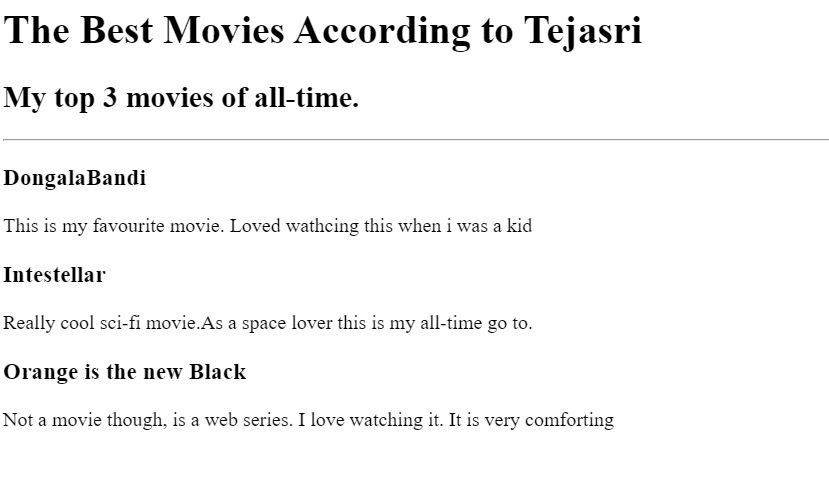 The Best Movies According to Tejasri
My top 3 movies of all-time.
DongalaBandi
This is my favourite movie. Loved wathcing this when i was a kid
Intestellar
Really cool sci-fi movie.As a space lover this is my all-time go to.
Orange is the new Black
Not a movie though, is a web series. I love watching it. It is very comforting